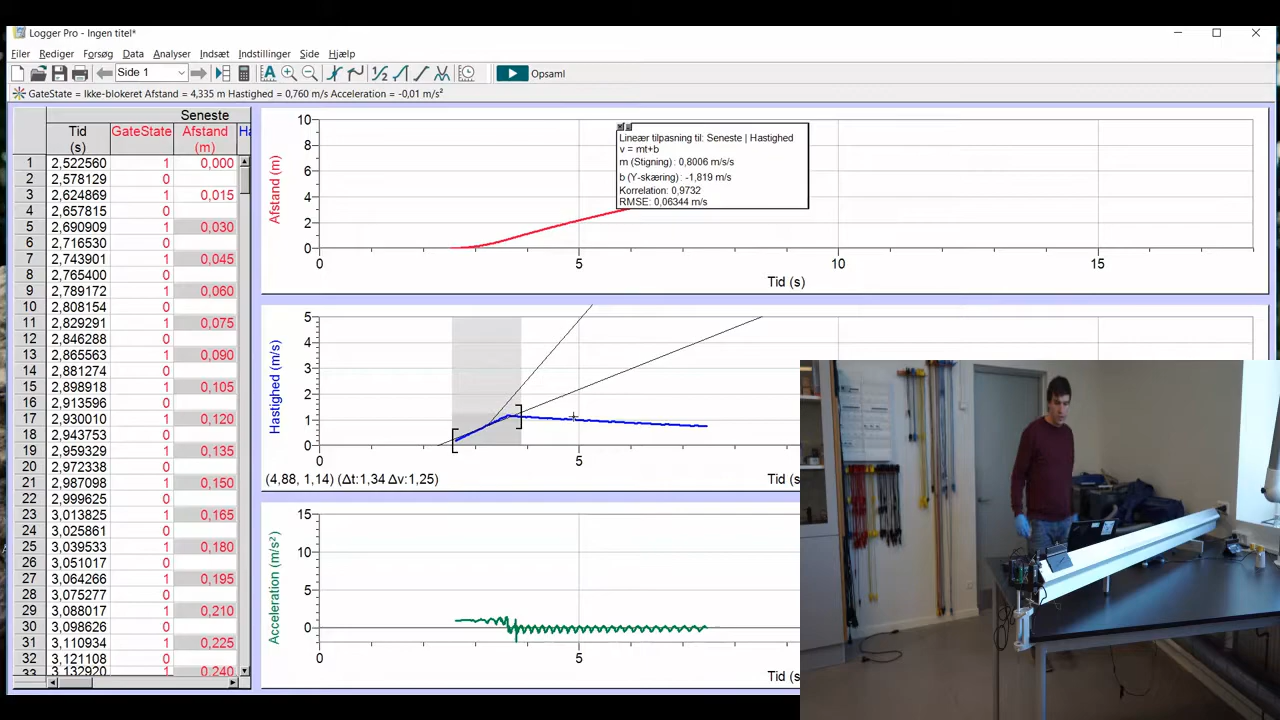 Logger Pro - Ingen titel*
Filer Rediger Forsøg Data Analyser Indsæt Indstillinger Side Hjælp
Side 1
Opsaml
GateState = Ikke-blokeret Afstand = 4,335 m Hastighed = 0,760 m/s Acceleration = -0,01 m/s²
Seneste
Tid GateState Afstand Ha
(s) (m)
1 2,522560 1 0,000
2 2,578129 0
3 2,624869 1 0,015
4 2,657815 0
5 2,690909 1 0,030
6 2,716530 0
7 2,743901 1 0,045
8 2,765400 0
9 2,789172 1 0,060
10 2,808154 0
11 2,829291 1 0,075
12 2,846288 0
13 2,865563 1 0,090
14 2,881274 0
15 2,898918 1 0,105
16 2,913596 0
17 2,930010 1 0,120
18 2,943753 0
19 2,959329 1 0,135
20 2,972338 0
21 2,987098 1 0,150
22 2,999625 0
23 3,013825 1 0,165
24 3,025861 0
25 3,039533 1 0,180
26 3,051017 0
27 3,064266 1 0,195
28 3,075277 0
29 3,088017 1 0,210
30 3,098626 0
31 3,110934 1 0,225
32 3,121108 0
33 3,132920 1 0,240
Afstand (m)
10
8
6
4
2
0
0 5 10 15
Tid (s)
Lineær tilpasning til: Seneste | Hastighed
v = mt+b
m (Stigning) : 0,8006 m/s/s
b (Y-skæring) : -1,819 m/s
Korrelation: 0,9732
RMSE: 0,06344 m/s
Hastighed (m/s)
5
4
3
2
1
0
0 5
(4,88, 1,14) (Δt:1,34 Δv:1,25)
Tid (s)
Acceleration (m/s²)
15
10
5
0
0 5
Tid (s)